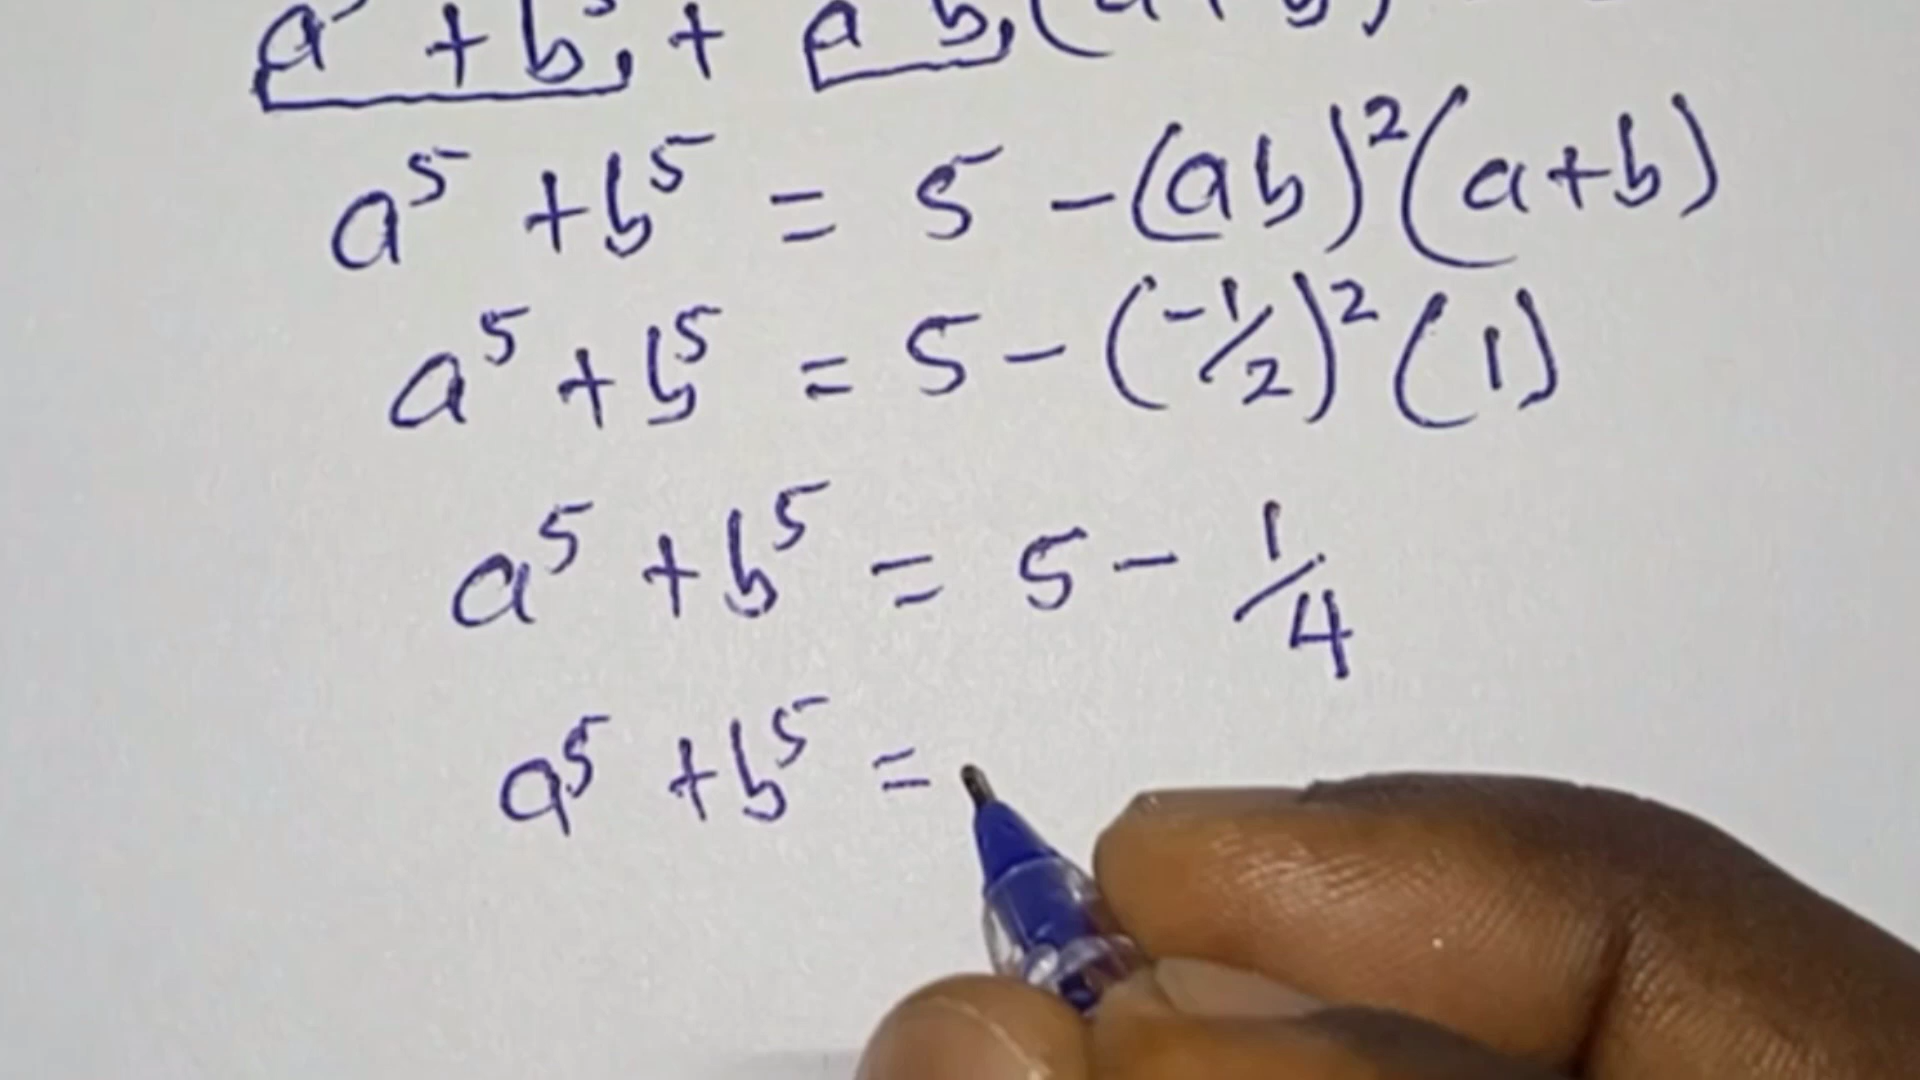 a⁵ + b⁵ = 5 - (ab)²(a+b)
a⁵ + b⁵ = 5 - (-1/2)²(1)
a⁵ + b⁵ = 5 - 1/4
a⁵ + b⁵ =